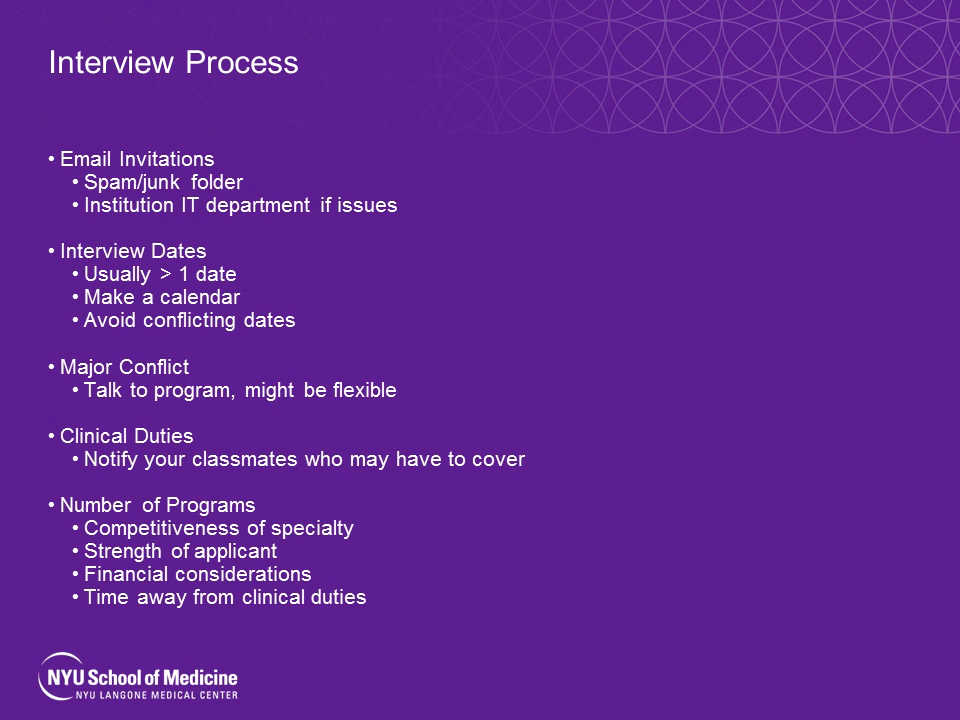 Interview Process
• Email Invitations
• Spam/junk folder
• Institution IT department if issues
• Interview Dates
• Usually > 1 date
• Make a calendar
• Avoid conflicting dates
• Major Conflict
• Talk to program, might be flexible
• Clinical Duties
• Notify your classmates who may have to cover
• Number of Programs
• Competitiveness of specialty
• Strength of applicant
• Financial considerations
• Time away from clinical duties
NYU School of Medicine
NYU LANGONE MEDICAL CENTER